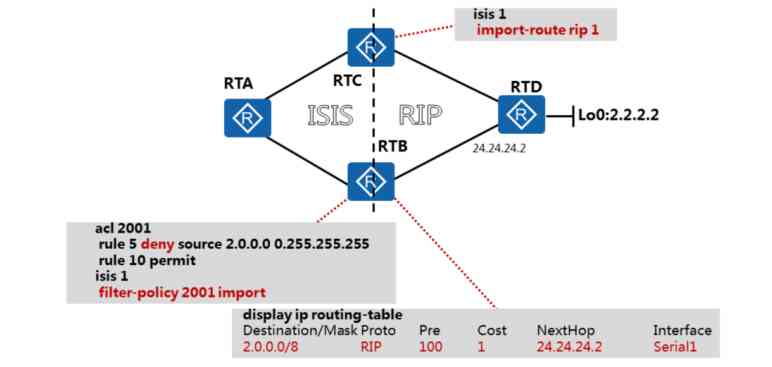 isis 1
import-route rip 1
RTC
RTA
RTD
R
R
R
R
ISIS
RIP
Lo0:2.2.2.2
RTB
24.24.24.2
acl 2001
rule 5 deny source 2.0.0.0 0.255.255.255
rule 10 permit
isis 1
filter-policy 2001 import
display ip routing-table
Destination/Mask Proto Pre Cost NextHop Interface
2.0.0.0/8 RIP 100 1 24.24.24.2 Serial1